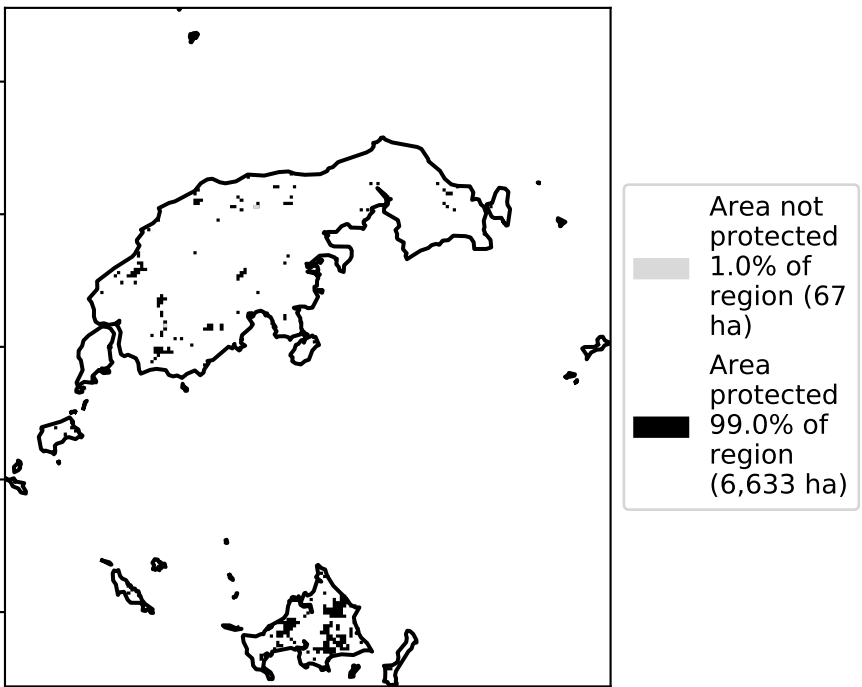 Area not
protected
1.0% of
region (67
ha)
Area
protected
99.0% of
region
(6,633 ha)